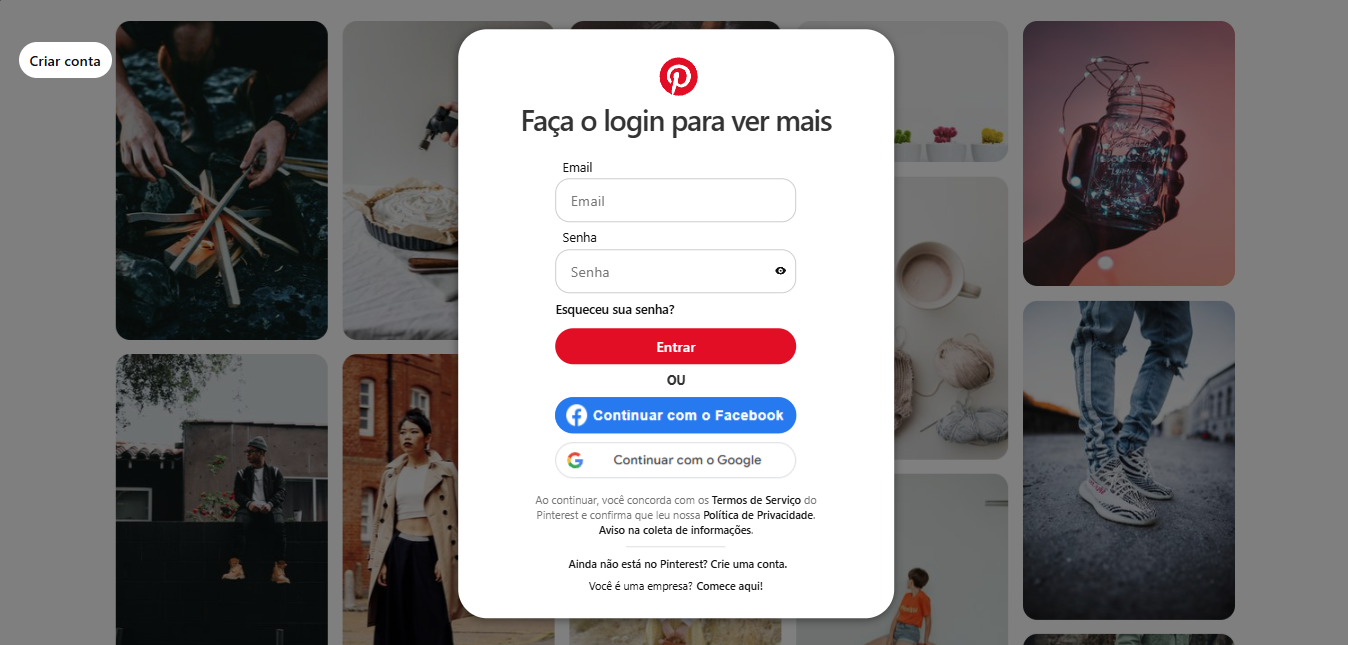 Criar conta
Faça o login para ver mais
Email
Email
Senha
Senha
Esqueceu sua senha?
Entrar
OU
Continuar com o Facebook
Continuar com o Google
Ao continuar, você concorda com os Termos de Serviço do
Pinterest e confirma que leu nossa Política de Privacidade.
Aviso na coleta de informações.
Ainda não está no Pinterest? Crie uma conta.
Você é uma empresa? Comece aqui!